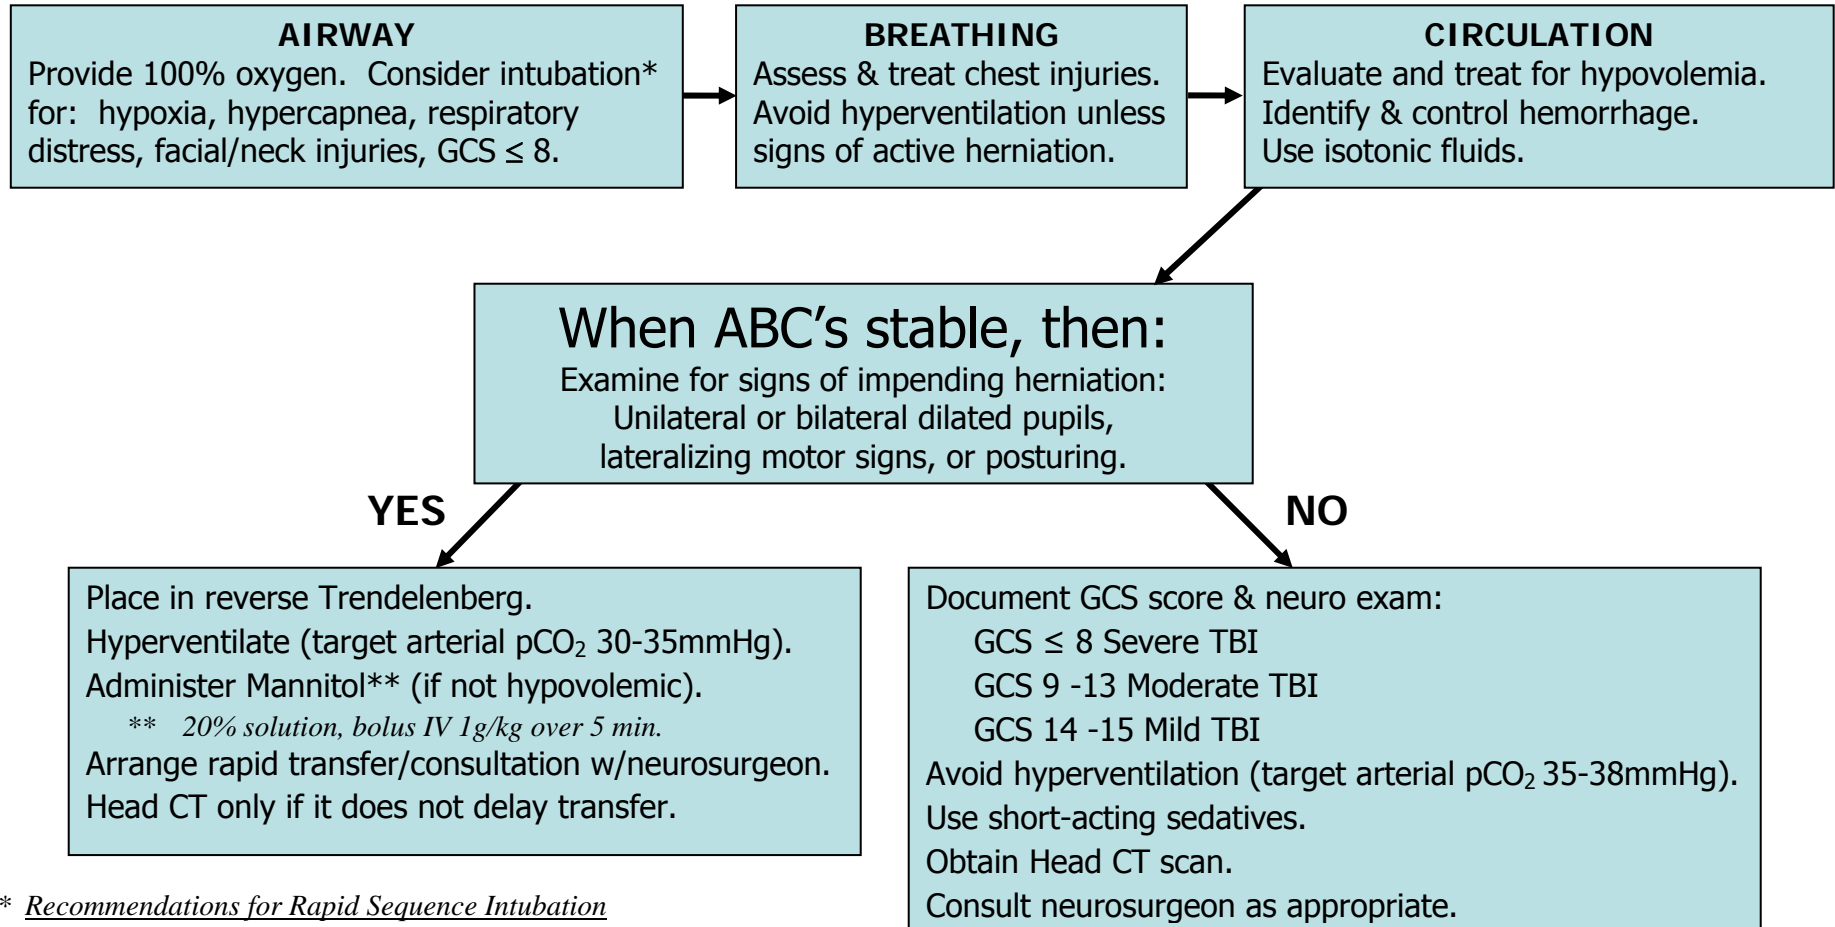 AIRWAY
Provide 100% oxygen. Consider intubation*
for: hypoxia, hypercapnea, respiratory
distress, facial/neck injuries, GCS ≤ 8.
BREATHING
Assess & treat chest injuries.
Avoid hyperventilation unless
signs of active herniation.
CIRCULATION
Evaluate and treat for hypovolemia.
Identify & control hemorrhage.
Use isotonic fluids.
When ABC's stable, then:
Examine for signs of impending herniation:
Unilateral or bilateral dilated pupils,
lateralizing motor signs, or posturing.
YES
NO
Place in reverse Trendelenberg.
Hyperventilate (target arterial pCO₂ 30-35mmHg).
Administer Mannitol** (if not hypovolemic).
** 20% solution, bolus IV 1g/kg over 5 min.
Arrange rapid transfer/consultation w/neurosurgeon.
Head CT only if it does not delay transfer.
Document GCS score & neuro exam:
GCS ≤ 8 Severe TBI
GCS 9 -13 Moderate TBI
GCS 14 -15 Mild TBI
Avoid hyperventilation (target arterial pCO₂ 35-38mmHg).
Use short-acting sedatives.
Obtain Head CT scan.
Consult neurosurgeon as appropriate.
* Recommendations for Rapid Sequence Intubation